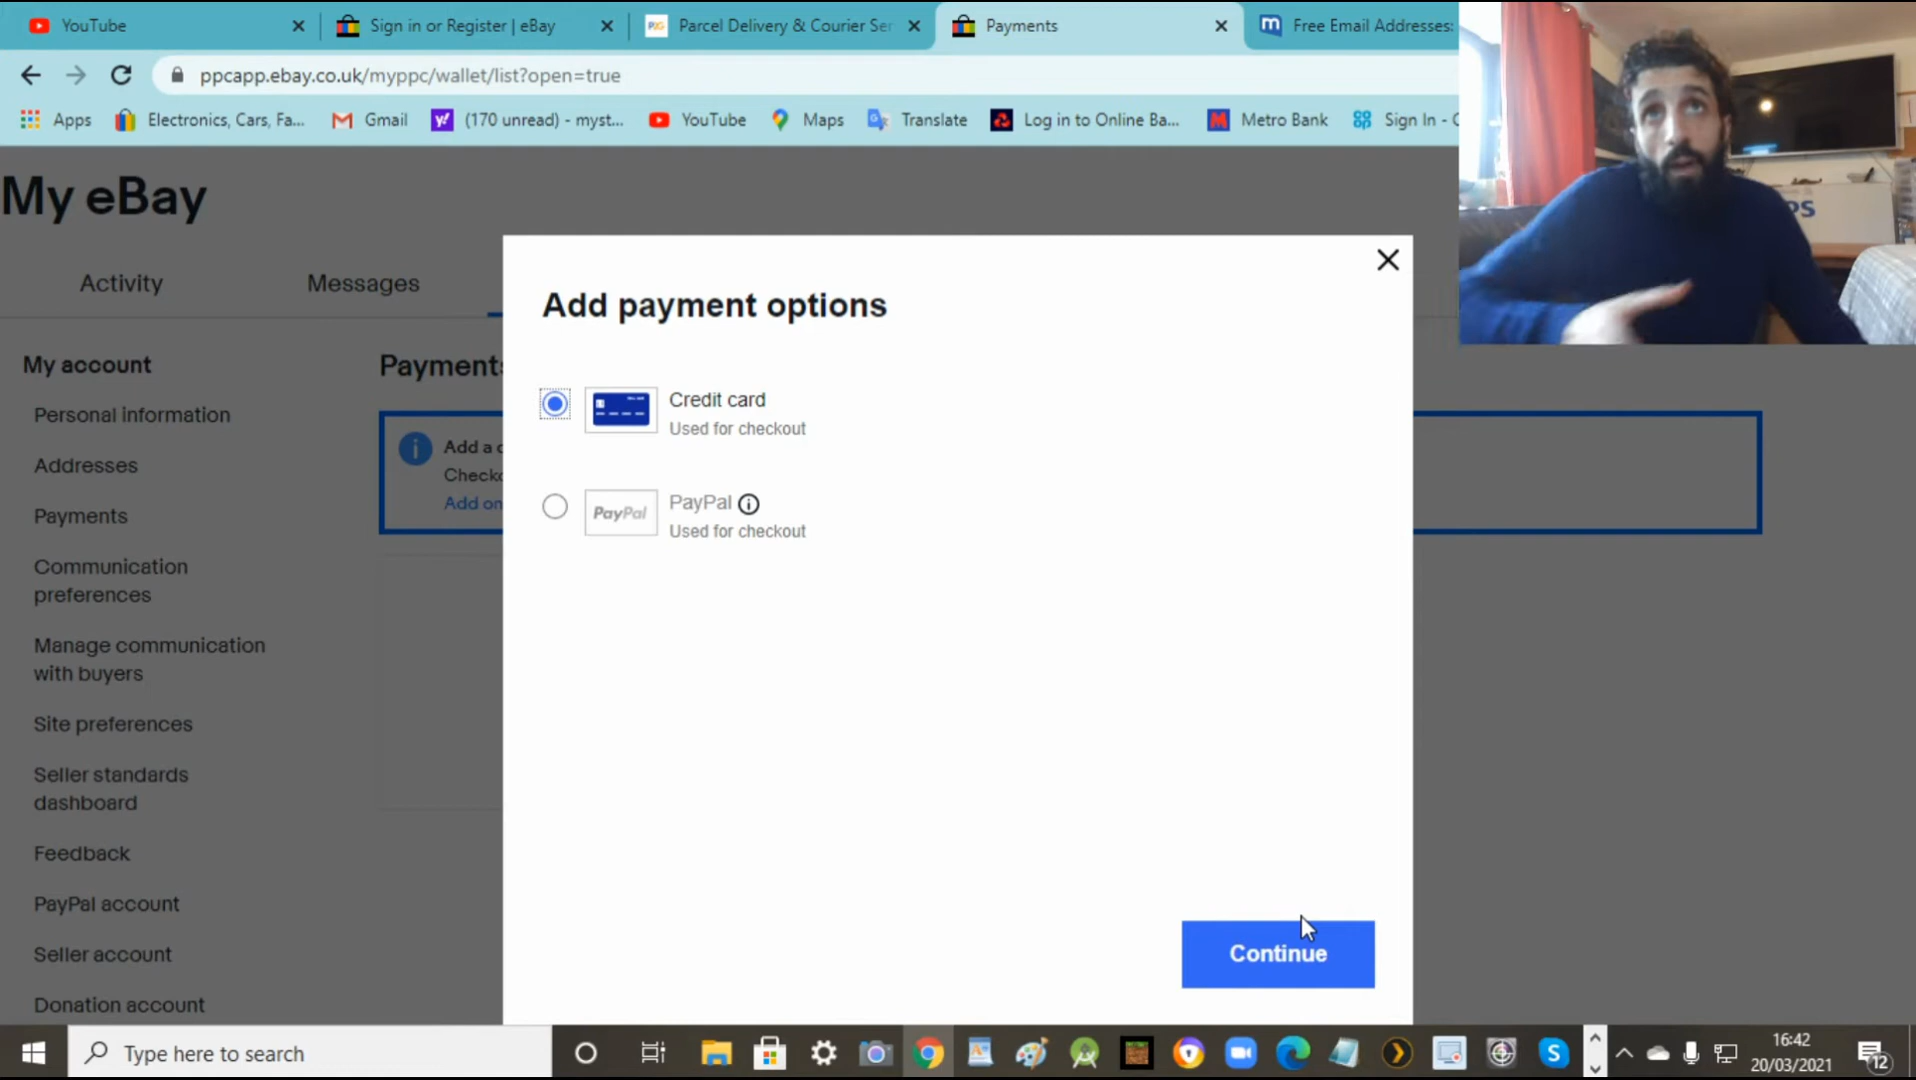 YouTube
Sign in or Register | eBay
Parcel Delivery & Courier Ser
Payments
Free Email Addresses:
ppcapp.ebay.co.uk/myppc/wallet/list?open=true
Apps
Electronics, Cars, Fa...
Gmail
(170 unread) - myst...
YouTube
Maps
Translate
Log in to Online Ba...
Metro Bank
Sign In - C
My eBay
Activity
Messages
My account
Personal information
Addresses
Payments
Communication
preferences
Manage communication
with buyers
Site preferences
Seller standards
dashboard
Feedback
PayPal account
Seller account
Donation account
Payments
Add a c
Checko
Add on
Add payment options
Credit card
Used for checkout
PayPal
PayPal
Used for checkout
Continue
Type here to search
16:42
20/03/2021
12